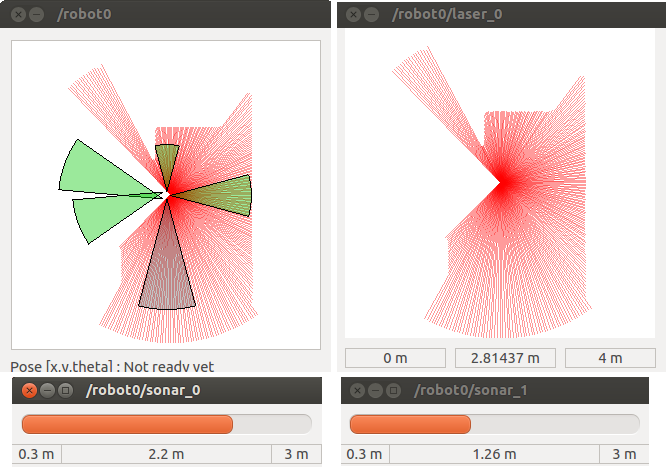 /robot0
/robot0/laser_0
Pose [x,y,theta] : Not ready yet
0 m 2.81437 m 4 m
/robot0/sonar_0
0.3 m 2.2 m 3 m
/robot0/sonar_1
0.3 m 1.26 m 3 m